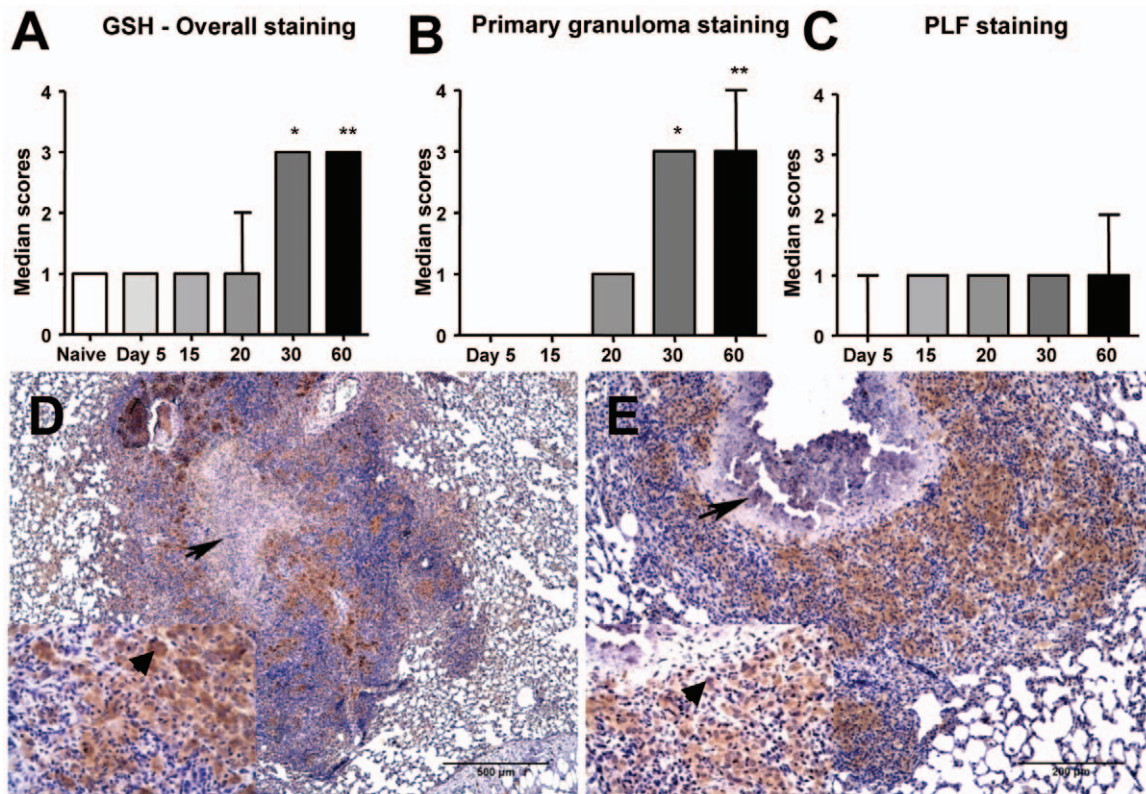 A GSH - Overall staining
Median scores
4
3
2
1
0
* **
Naive Day 5 15 20 30 60
B Primary granuloma staining
Median scores
4
3
2
1
0
* **
Day 5 15 20 30 60
C PLF staining
Median scores
4
3
2
1
0
Day 5 15 20 30 60
D
500 µm
E
200 µm